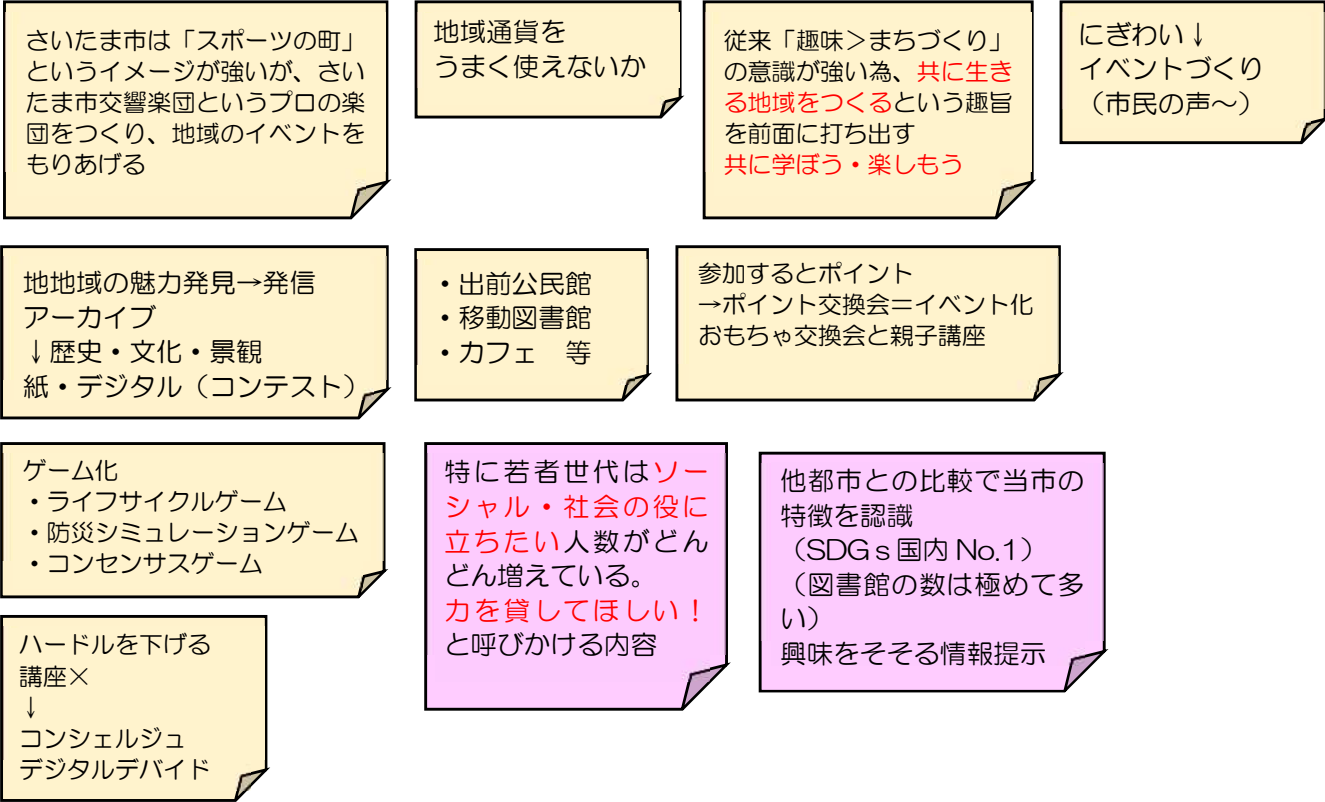 さいたま市は「スポーツの町」
というイメージが強いが、さい
たま市交響楽団というプロの楽
団をつくり、地域のイベントを
もりあげる
地域通貨を
うまく使えないか
従来「趣味＞まちづくり」
の意識が強い為、共に生き
る地域をつくるという趣旨
を前面に打ち出す
共に学ぼう・楽しもう
にぎわい↓
イベントづくり
（市民の声～）
地地域の魅力発見→発信
アーカイブ
↓歴史・文化・景観
紙・デジタル（コンテスト）
・出前公民館
・移動図書館
・カフェ　等
参加するとポイント
→ポイント交換会＝イベント化
おもちゃ交換会と親子講座
ゲーム化
・ライフサイクルゲーム
・防災シミュレーションゲーム
・コンセンサスゲーム
特に若者世代はソー
シャル・社会の役に
立ちたい人数がどん
どん増えている。
力を貸してほしい！
と呼びかける内容
他都市との比較で当市の
特徴を認識
（SDGｓ国内 No.1）
（図書館の数は極めて多
い）
興味をそそる情報提示
ハードルを下げる
講座×
↓
コンシェルジュ
デジタルデバイド